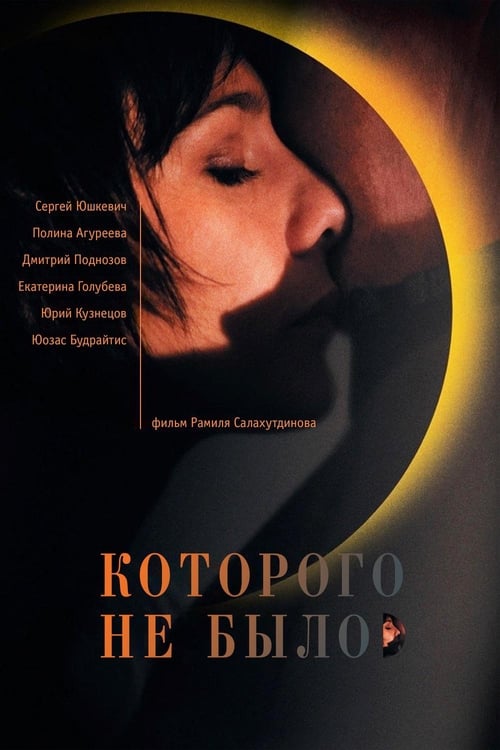 Сергей Юшкевич
Полина Агуреева
Дмитрий Поднозов
Екатерина Голубева
Юрий Кузнецов
Юозас Будрайтис
фильм Рамиля Салахутдинова
КОТОРОГО
НЕ БЫЛО